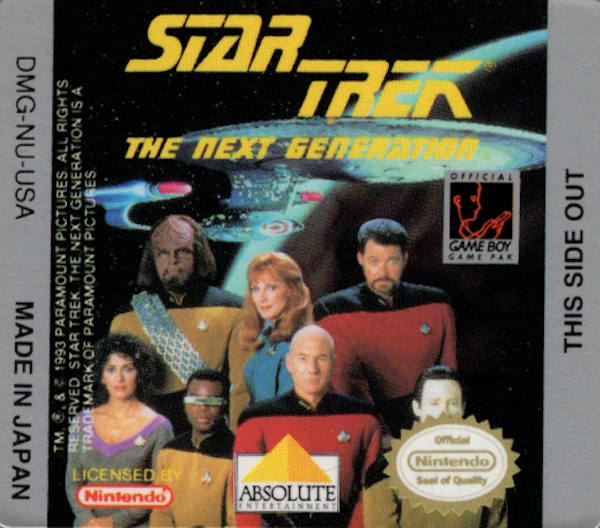 DMG-NU-USA
MADE IN JAPAN
TM, ®, & © 1993 PARAMOUNT PICTURES. ALL RIGHTS
RESERVED. STAR TREK: THE NEXT GENERATION IS A
TRADEMARK OF PARAMOUNT PICTURES.
STAR
TREK®
THE NEXT GENERATION
OFFICIAL
GAME BOY
GAME PAK
THIS SIDE OUT
LICENSED BY
Nintendo
ABSOLUTE
ENTERTAINMENT
Official
Nintendo
Seal of Quality